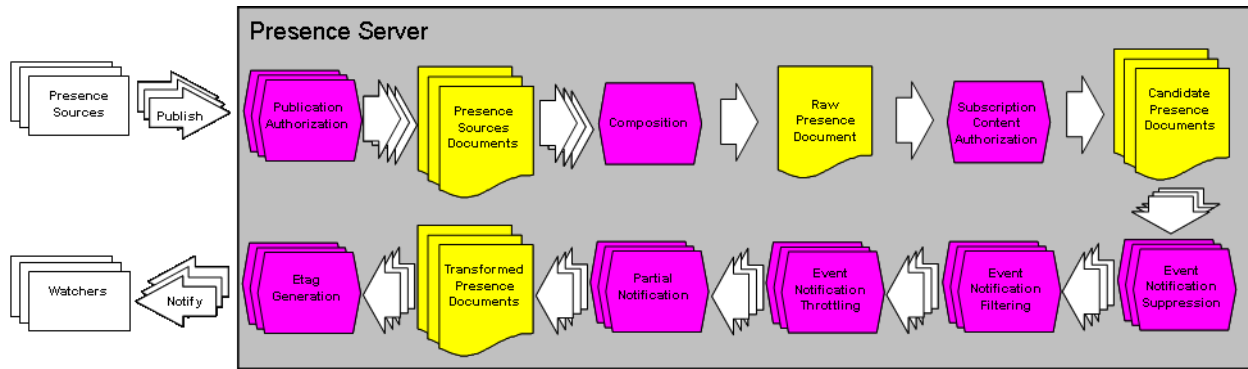 Presence Server
Presence
Sources
Publish
Publication
Authorization
Presence
Sources
Documents
Composition
Raw
Presence
Document
Subscription
Content
Authorization
Candidate
Presence
Documents
Watchers
Notify
Etag
Generation
Transformed
Presence
Documents
Partial
Notification
Event
Notification
Throttling
Event
Notification
Filtering
Event
Notification
Suppression